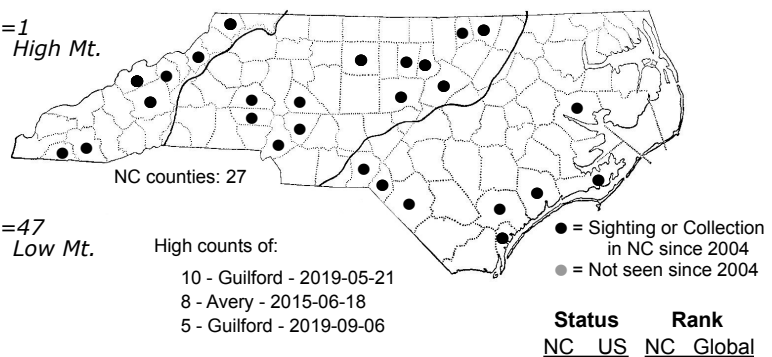 =1
High Mt.
NC counties: 27
=47
Low Mt.
High counts of:
10 - Guilford - 2019-05-21
8 - Avery - 2015-06-18
5 - Guilford - 2019-09-06
● = Sighting or Collection
in NC since 2004
● = Not seen since 2004
Status Rank
NC US NC Global